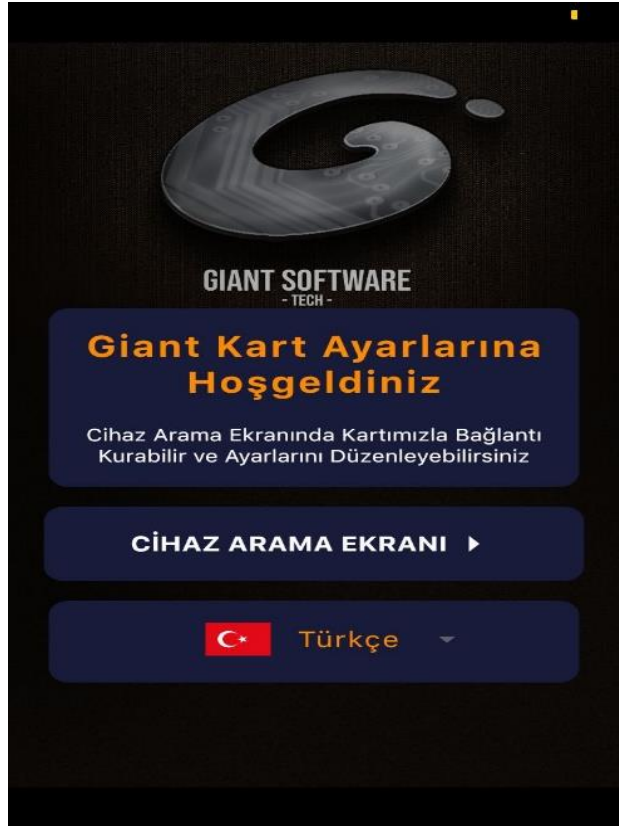 GIANT SOFTWARE
- TECH -
Giant Kart Ayarlarına
Hoşgeldiniz
Cihaz Arama Ekranında Kartımızla Bağlantı
Kurabilir ve Ayarlarını Düzenleyebilirsiniz
CİHAZ ARAMA EKRANI
Türkçe